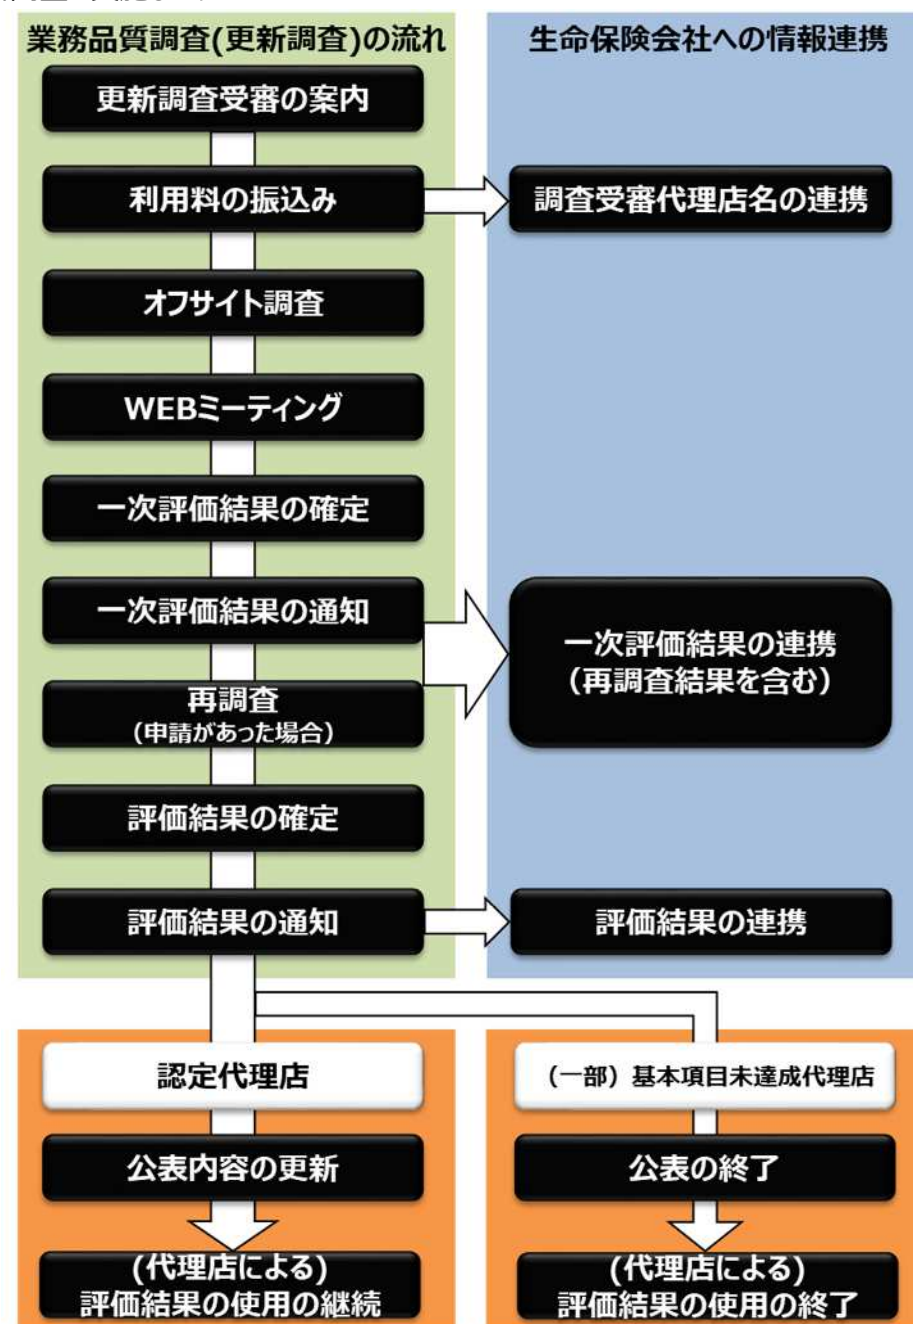 業務品質調査(更新調査)の流れ
更新調査受審の案内
利用料の振込み
オフサイト調査
WEBミーティング
一次評価結果の確定
一次評価結果の通知
再調査
(申請があった場合)
評価結果の確定
評価結果の通知
生命保険会社への情報連携
調査受審代理店名の連携
一次評価結果の連携
(再調査結果を含む)
評価結果の連携
認定代理店
公表内容の更新
(代理店による)
評価結果の使用の継続
(一部) 基本項目未達成代理店
公表の終了
(代理店による)
評価結果の使用の終了